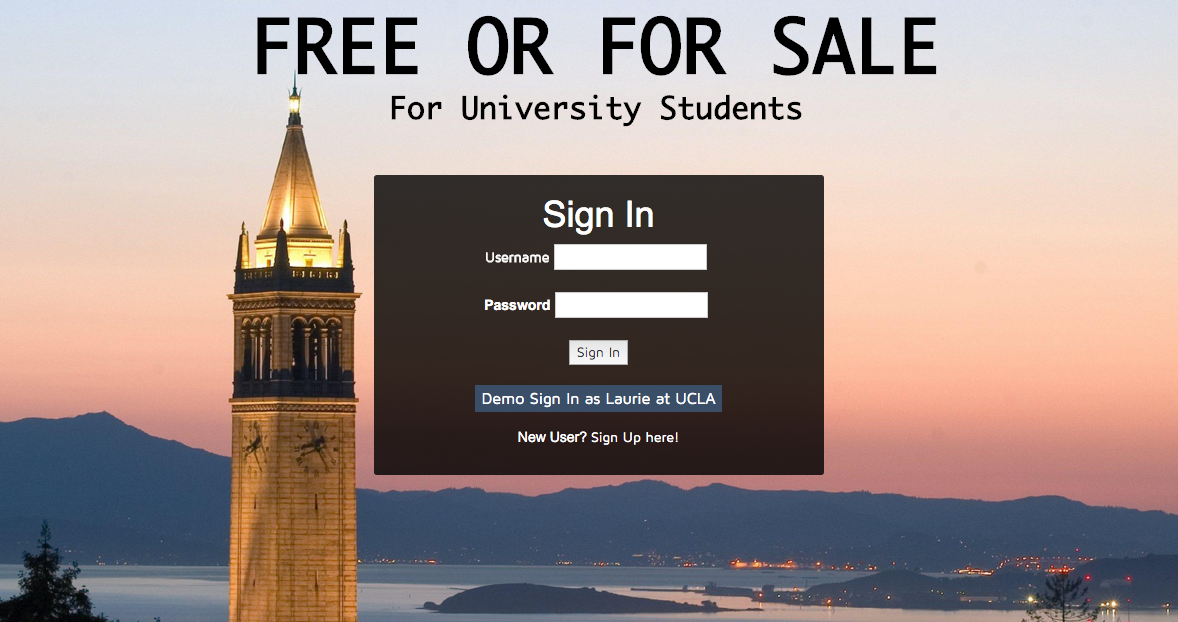 FREE OR FOR SALE
For University Students
Sign In
Username
Password
Sign In
Demo Sign In as Laurie at UCLA
New User? Sign Up here!